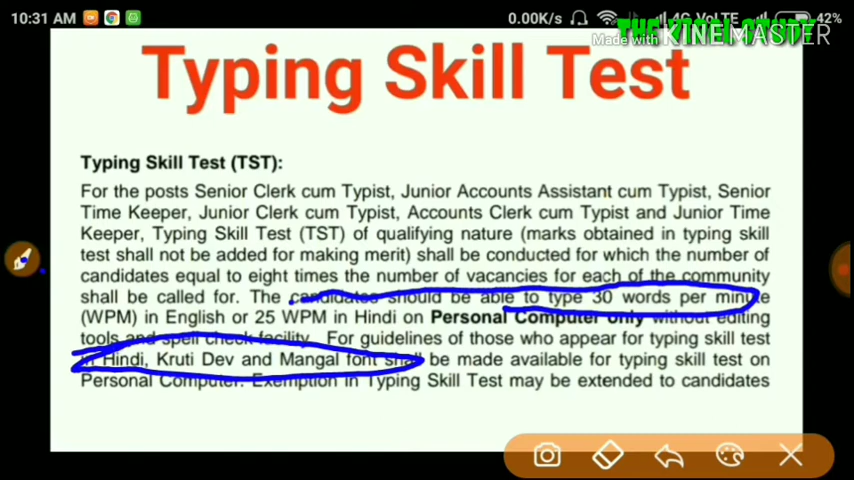 10:31 AM 0.00K/s 4G VoLTE 42%
Made with KINEMASTER
Typing Skill Test
Typing Skill Test (TST):
For the posts Senior Clerk cum Typist, Junior Accounts Assistant cum Typist, Senior
Time Keeper, Junior Clerk cum Typist, Accounts Clerk cum Typist and Junior Time
Keeper, Typing Skill Test (TST) of qualifying nature (marks obtained in typing skill
test shall not be added for making merit) shall be conducted for which the number of
candidates equal to eight times the number of vacancies for each of the community
shall be called for. The candidates should be able to type 30 words per minute
(WPM) in English or 25 WPM in Hindi on Personal Computer only without editing
tools and spell check facility. For guidelines of those who appear for typing skill test
in Hindi, Kruti Dev and Mangal font shall be made available for typing skill test on
Personal Computer. Exemption in Typing Skill Test may be extended to candidates